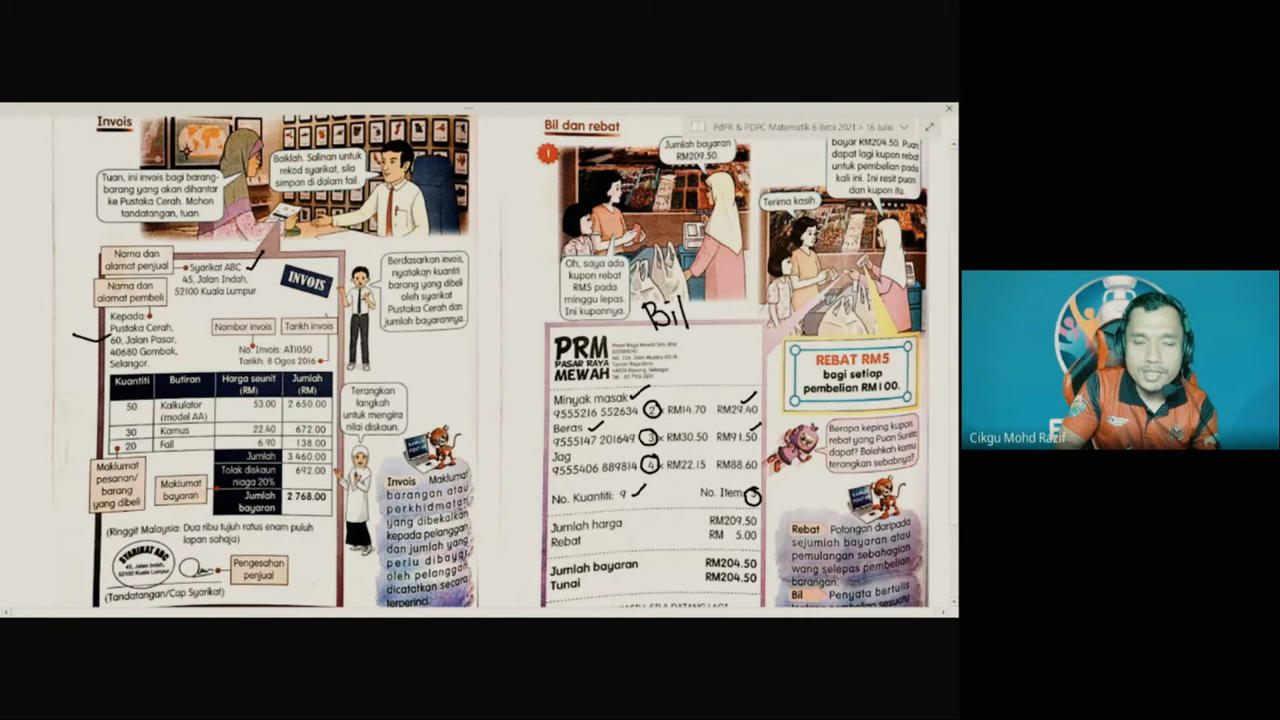 Invois
Tuan, ini invois bagi barang-
barang yang akan dihantar
ke Pustaka Cerah. Mohon
tandatangan, tuan.
Baiklah. Salinan untuk
rekod syarikat, sila
simpan di dalam fail.
Nama dan
alamat penjual
Syarikat ABC
45, Jalan Indah,
52100 Kuala Lumpur
INVOIS
Nama dan
alamat pembeli
Kepada:
Pustaka Cerah,
60, Jalan Pasar,
40680 Gombak,
Selangor.
Nombor invois
Tarikh invois
No. Invois: AT1050
Tarikh: 8 Ogos 2016
Berdasarkan invois,
nyatakan kuantiti
barang yang dibeli
oleh syarikat
Pustaka Cerah dan
jumlah bayarannya.
Kuantiti Butiran Harga seunit (RM) Jumlah (RM)
50 Kalkulator (model AA) 53.00 2 650.00
30 Kamus 22.40 672.00
20 Fail 6.90 138.00
Jumlah 3 460.00
Tolak diskaun niaga 20% 692.00
Jumlah bayaran 2 768.00
Maklumat
pesanan/
barang
yang dibeli
Maklumat
bayaran
(Ringgit Malaysia: Dua ribu tujuh ratus enam puluh
lapan sahaja)
SYARIKAT ABC
45, Jalan Indah,
52100 Kuala Lumpur
Pengesahan
penjual
(Tandatangan/Cap Syarikat)
Terangkan
langkah
untuk mengira
nilai diskaun.
Invois Maklumat
barangan atau
perkhidmatan
yang dibekalkan
kepada pelanggan
dan jumlah yang
perlu dibayar
oleh pelanggan
dicatatkan secara
terperinci.
Bil dan rebat
PdPR & PDPC Matematik 6 Beta 2021 > 16 Julai
1
Jumlah bayaran
RM209.50.
Oh, saya ada
kupon rebat
RM5 pada
minggu lepas.
Ini kuponnya.
bayar RM204.50. Puan
dapat lagi kupon rebat
untuk pembelian pada
kali ini. Ini resit puan
dan kupon itu.
Terima kasih.
Bil
PRM
PASAR RAYA
MEWAH
Minyak masak
9555216 552634 2 × RM14.70 RM29.40
Beras
9555147 201649 3 × RM30.50 RM91.50
Jag
9555406 889814 4 × RM22.15 RM88.60
No. Kuantiti: 9 No. Item: 3
Jumlah harga RM209.50
Rebat RM 5.00
Jumlah bayaran RM204.50
Tunai RM204.50
REBAT RM5
bagi setiap
pembelian RM100.
Berapa keping kupon
rebat yang Puan Sunita
dapat? Bolehkah kamu
terangkan sebabnya?
Rebat Potongan daripada
sejumlah bayaran atau
pemulangan sebahagian
wang selepas pembelian
barangan.
Bil Penyata bertulis
Cikgu Mohd Razif